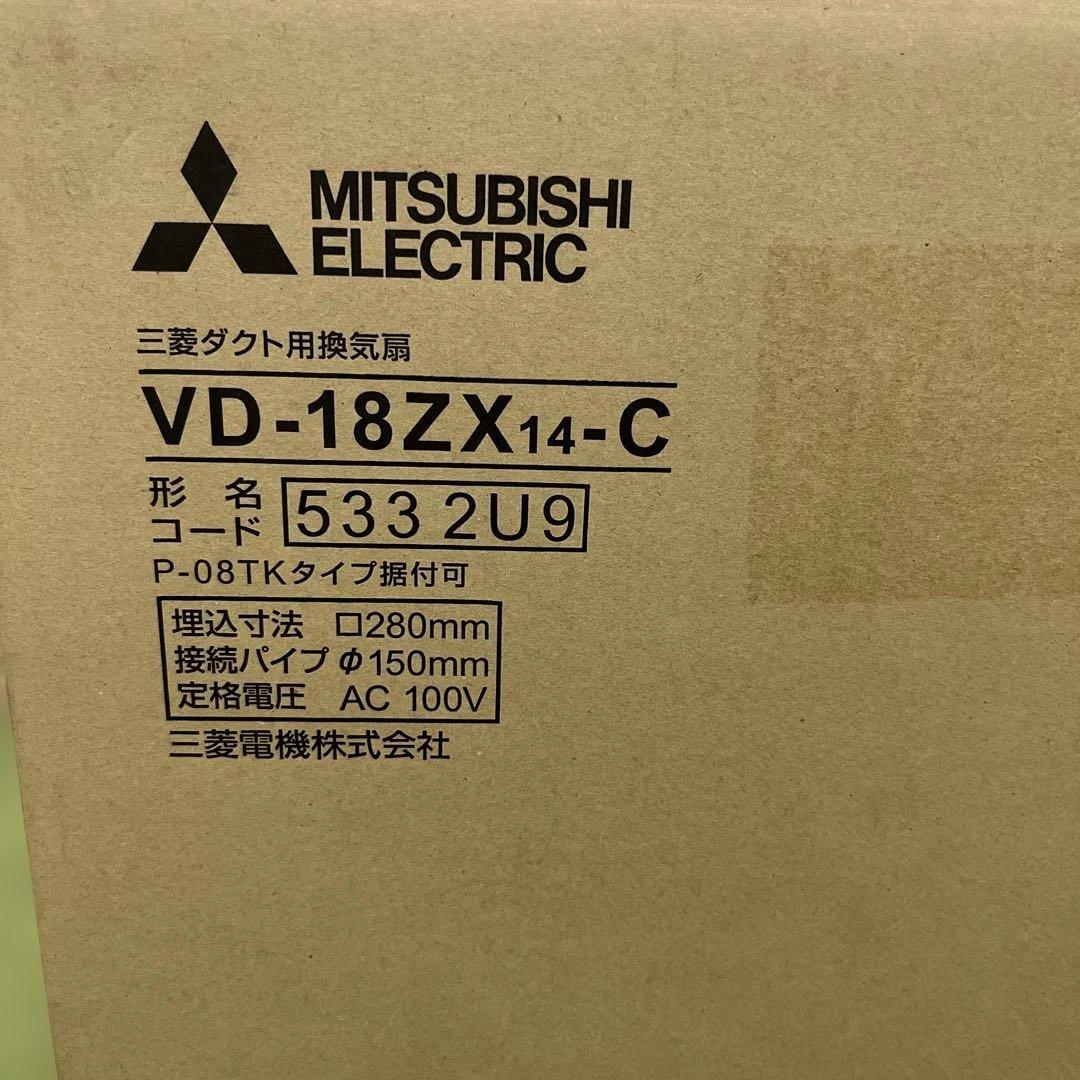 MITSUBISHI
ELECTRIC
三菱ダクト用換気扇
VD-18ZX14-C
形名
コード 533 2U9
P-08TKタイプ据付可
埋込寸法 □280mm
接続パイプ φ150mm
定格電圧 AC 100V
三菱電機株式会社